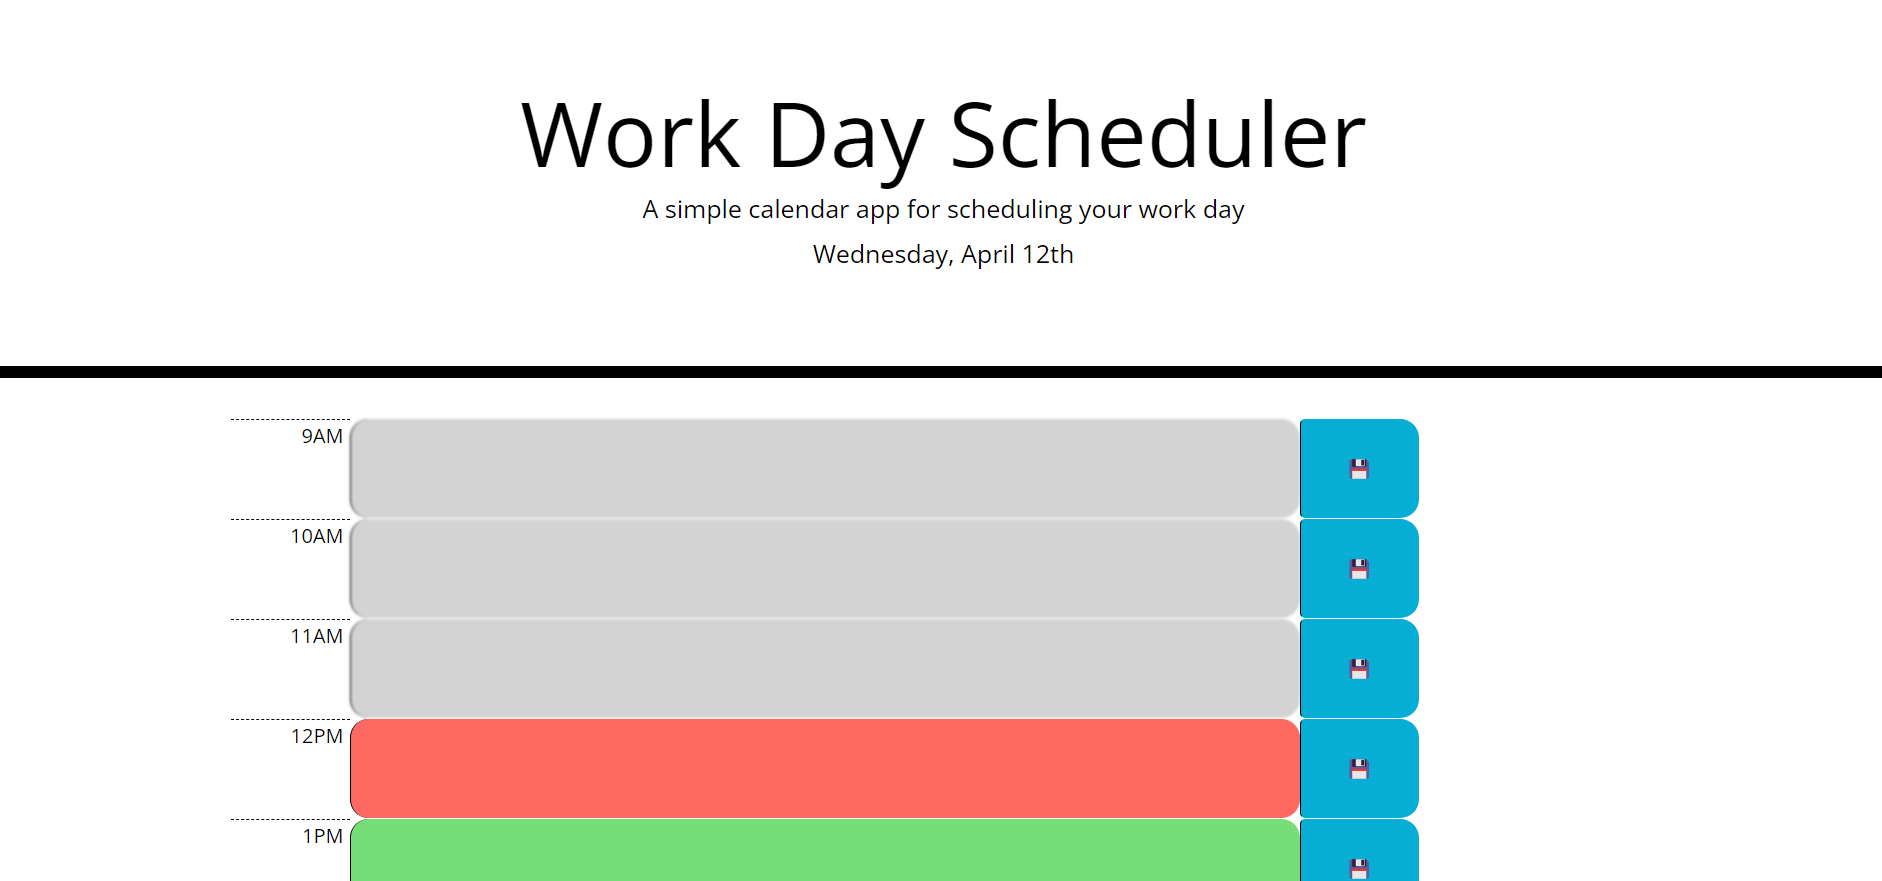 Work Day Scheduler
A simple calendar app for scheduling your work day
Wednesday, April 12th
9AM
10AM
11AM
12PM
1PM